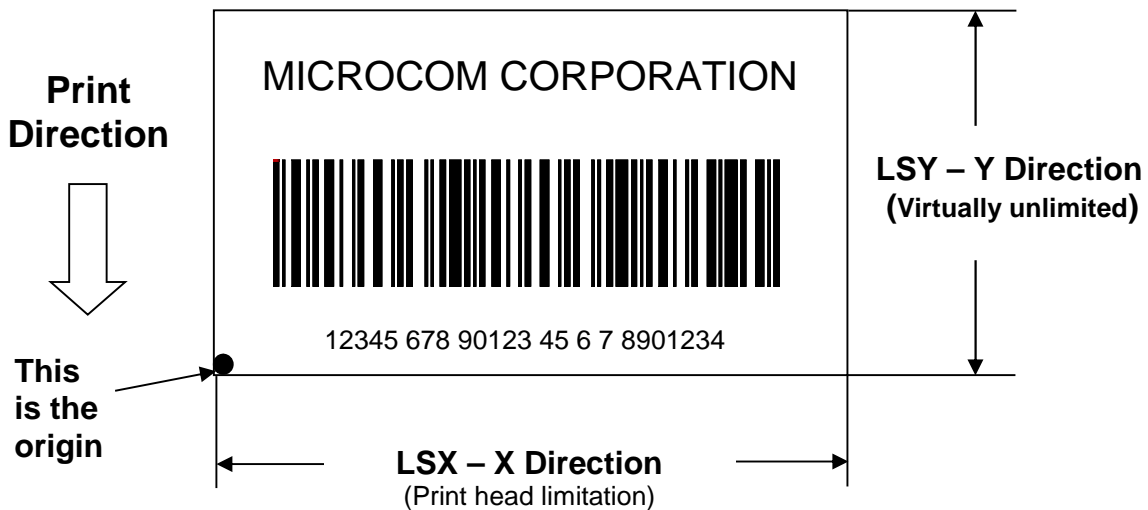 MICROCOM CORPORATION
Print
Direction
LSY – Y Direction
(Virtually unlimited)
12345 678 90123 45 6 7 8901234
This
is the
origin
LSX – X Direction
(Print head limitation)